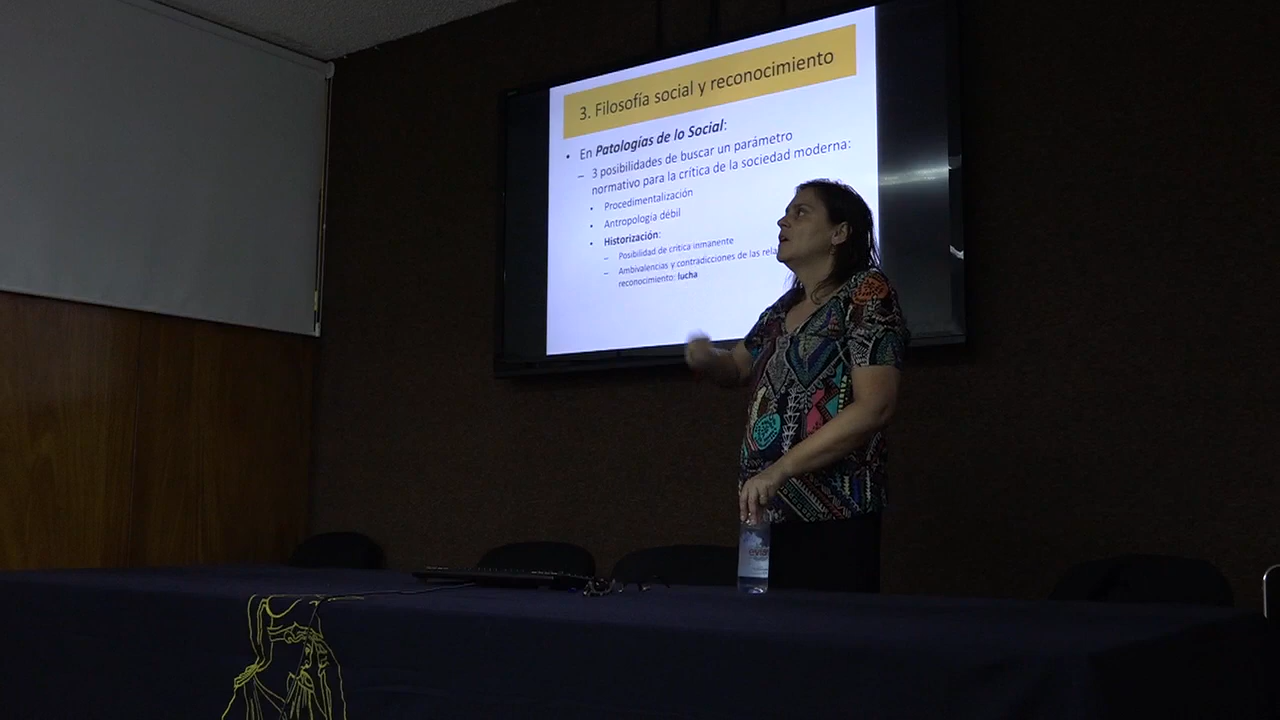 3. Filosofía social y reconocimiento
• En Patologías de lo Social:
– 3 posibilidades de buscar un parámetro
normativo para la crítica de la sociedad moderna:
• Procedimentalización
• Antropología débil
• Historización:
– Posibilidad de crítica inmanente
– Ambivalencias y contradicciones de las
reconocimiento: lucha
evian